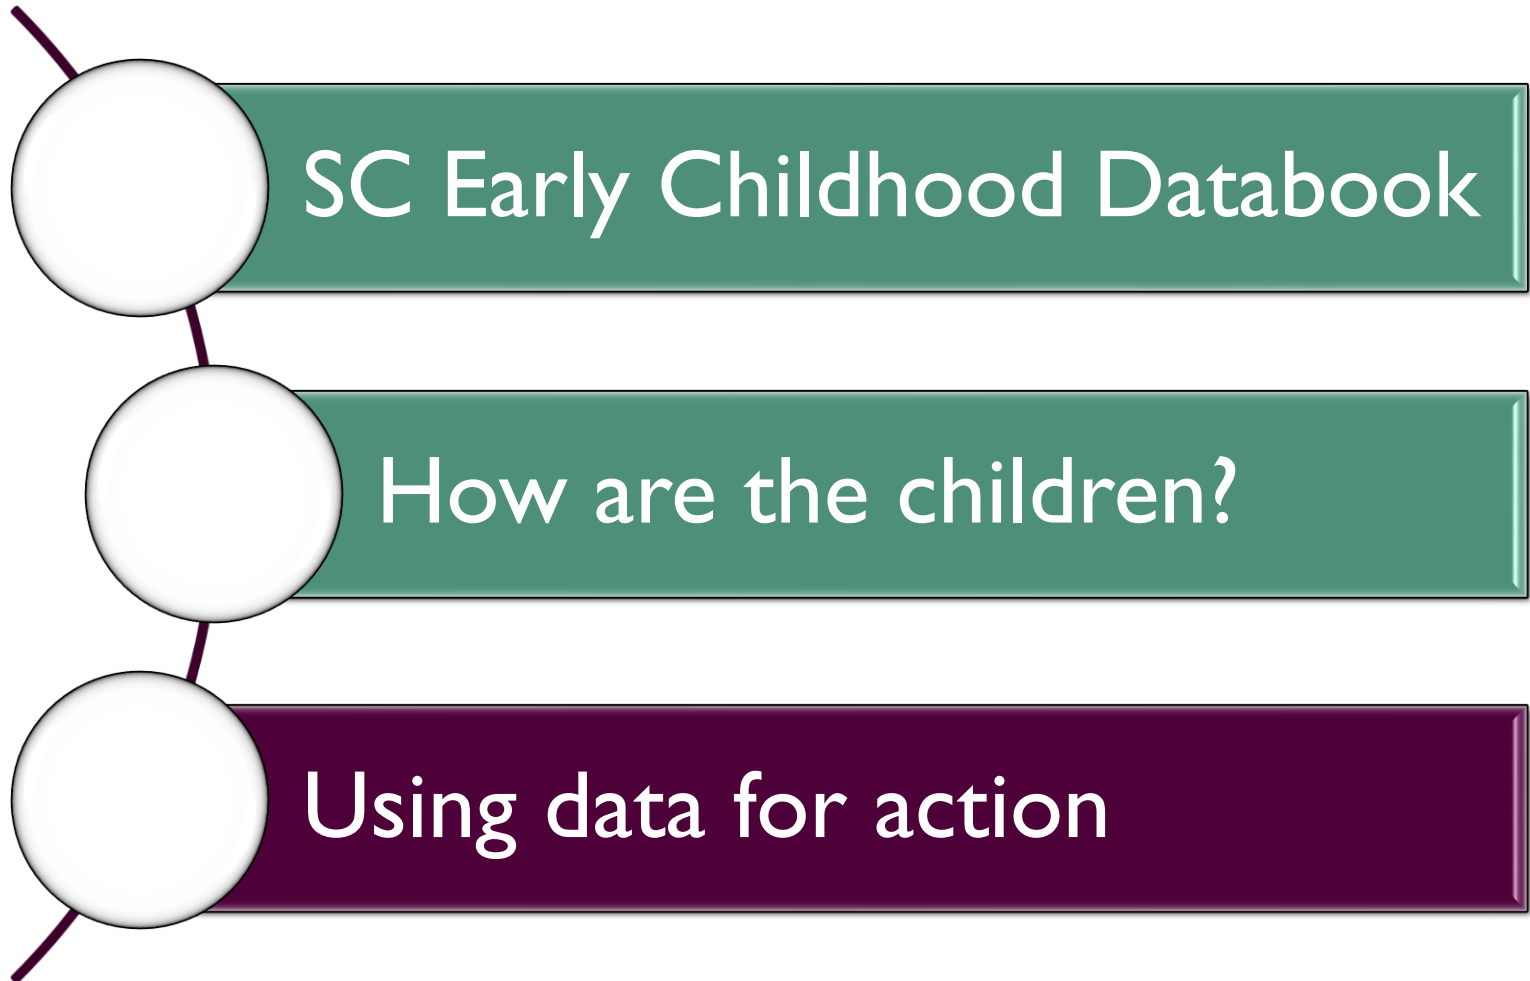 SC Early Childhood Databook
How are the children?
Using data for action